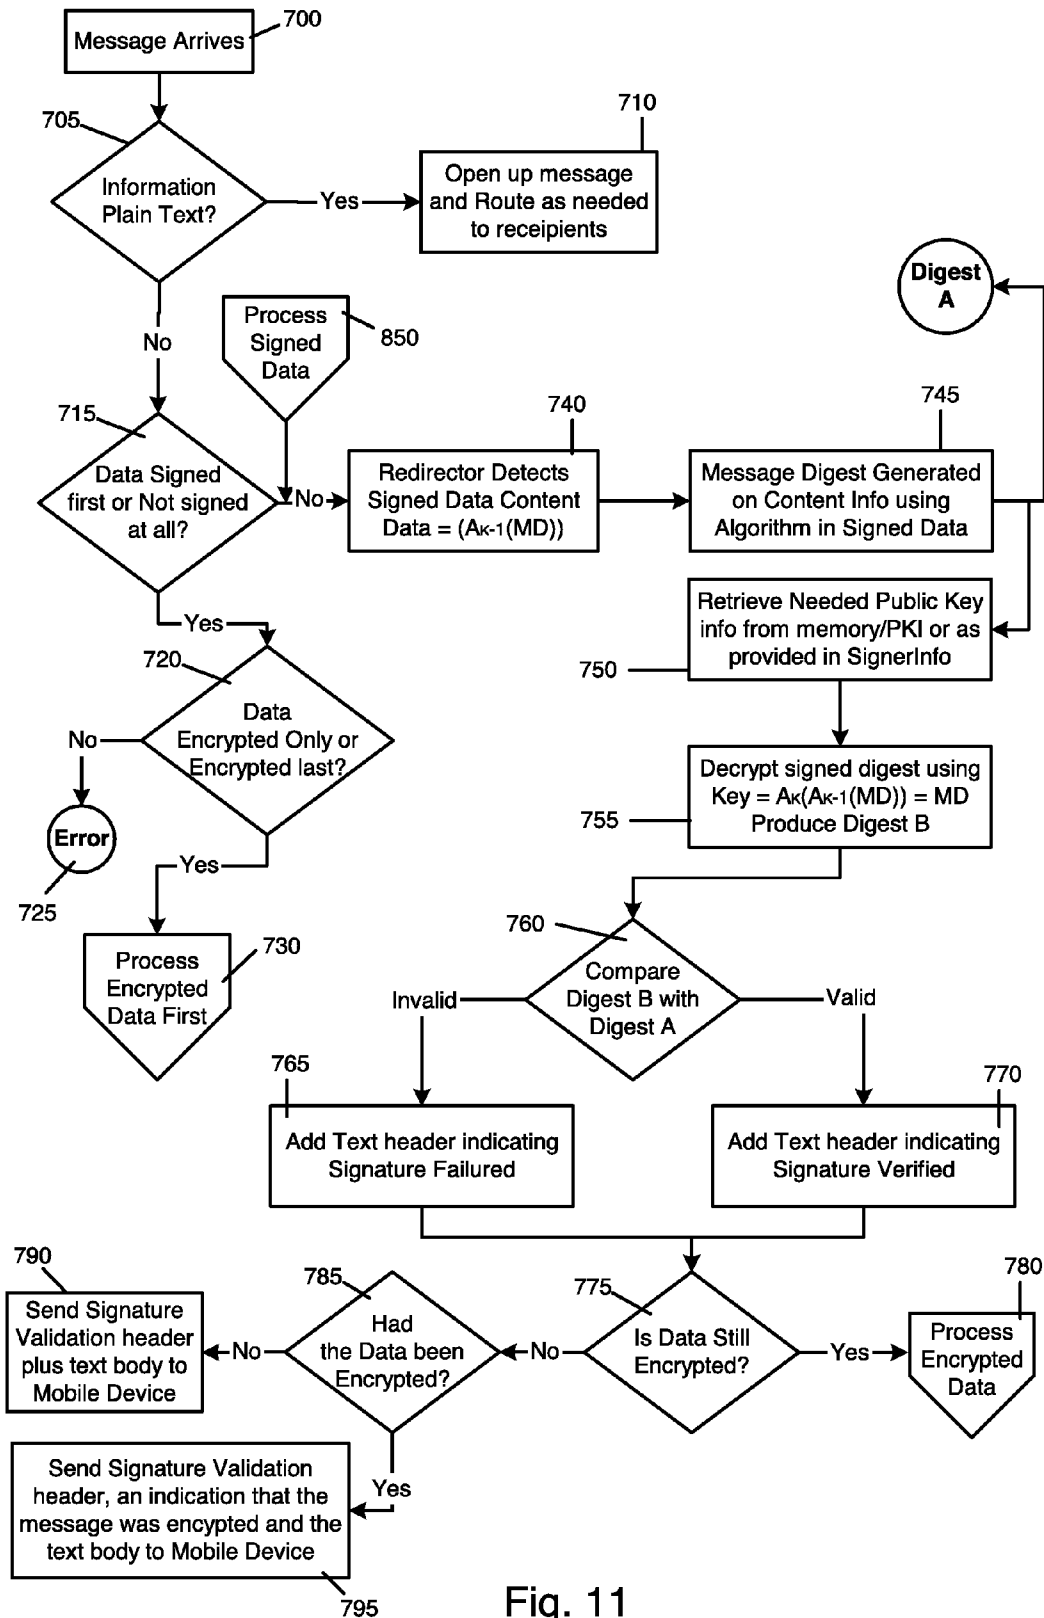 Message Arrives
700
705
Information
Plain Text?
Yes
710
Open up message
and Route as needed
to receipients
Digest
A
No
Process
Signed
Data
850
715
Data Signed
first or Not signed
at all?
No
740
Redirector Detects
Signed Data Content
Data = (AK-1(MD))
745
Message Digest Generated
on Content Info using
Algorithm in Signed Data
Retrieve Needed Public Key
info from memory/PKI or as
provided in SignerInfo
750
Yes
720
Data
Encrypted Only or
Encrypted last?
No
Error
725
Yes
730
Process
Encrypted
Data First
Decrypt signed digest using
Key = AK(AK-1(MD)) = MD
Produce Digest B
755
760
Compare
Digest B with
Digest A
Invalid
Valid
765
Add Text header indicating
Signature Failured
770
Add Text header indicating
Signature Verified
775
Is Data Still
Encrypted?
Yes
780
Process
Encrypted
Data
No
785
Had
the Data been
Encrypted?
No
790
Send Signature
Validation header
plus text body to
Mobile Device
Yes
Send Signature Validation
header, an indication that the
message was encypted and the
text body to Mobile Device
795
Fig. 11